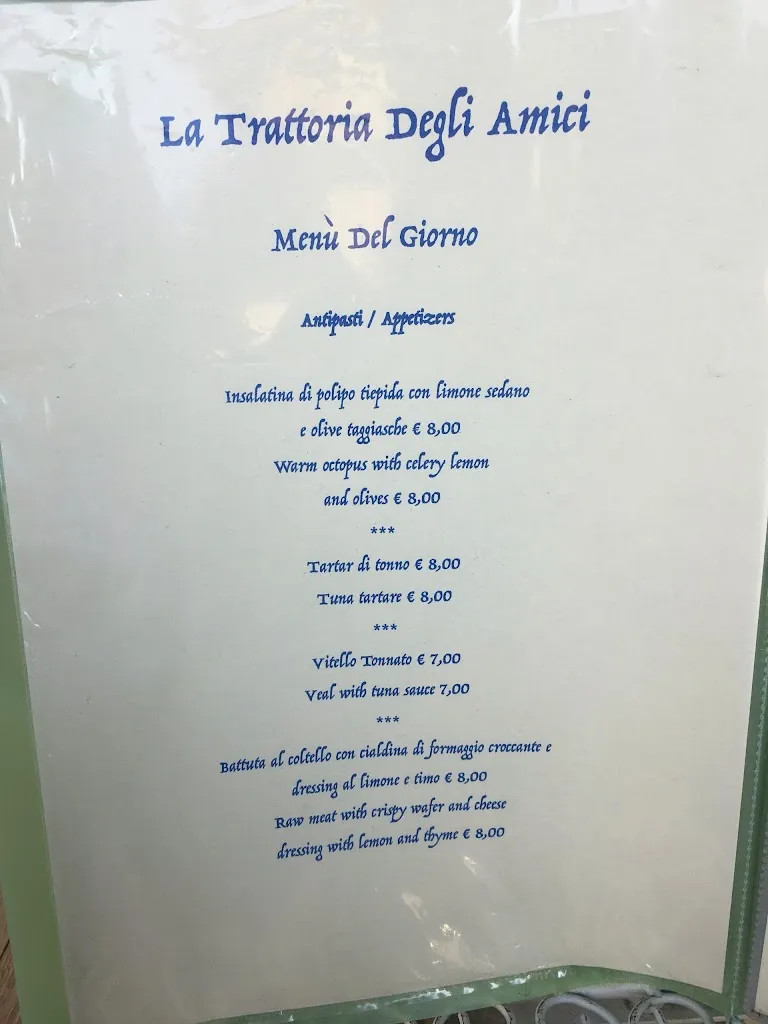 La Trattoria Degli Amici
Menù Del Giorno
Antipasti / Appetizers
Insalatina di polipo tiepida con limone sedano
e olive taggiasche € 8,00
Warm octopus with celery lemon
and olives € 8,00
***
Tartar di tonno € 8,00
Tuna tartare € 8,00
***
Vitello Tonnato € 7,00
Veal with tuna sauce 7,00
***
Battuta al coltello con cialdina di formaggio croccante e
dressing al limone e timo € 8,00
Raw meat with crispy wafer and cheese
dressing with lemon and thyme € 8,00